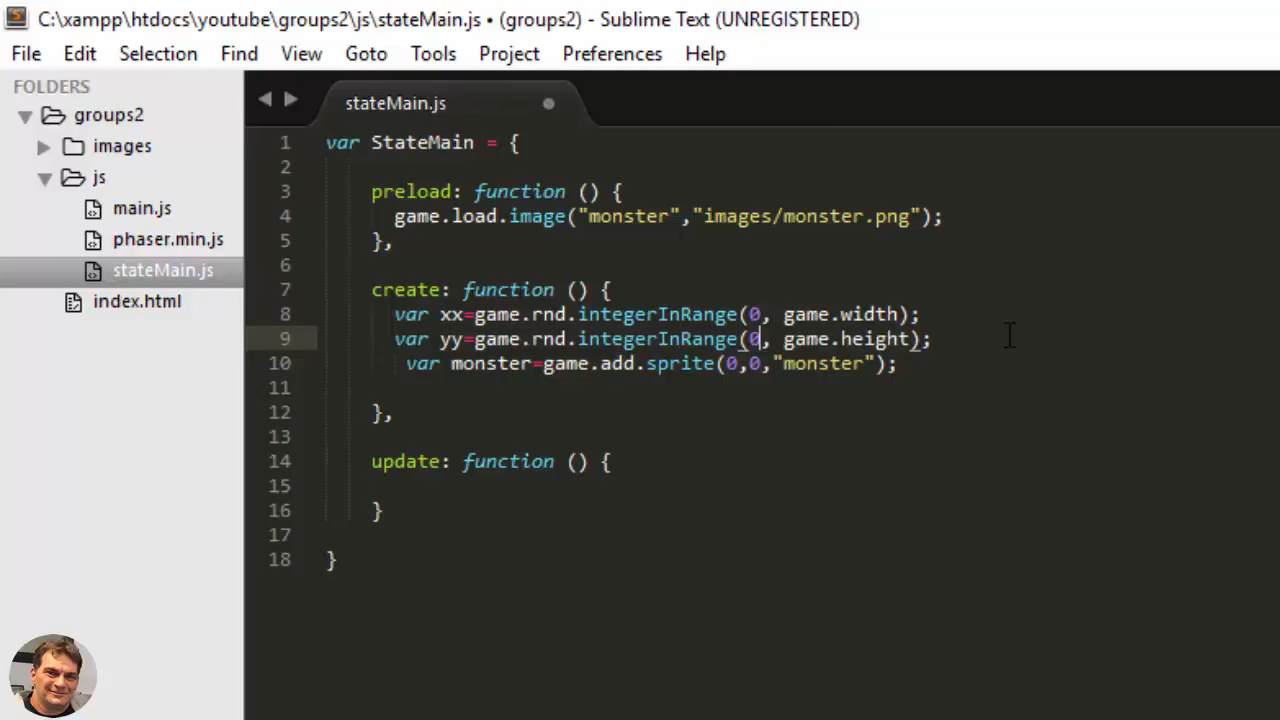 C:\xampp\htdocs\youtube\groups2\js\stateMain.js • (groups2) - Sublime Text (UNREGISTERED)
File Edit Selection Find View Goto Tools Project Preferences Help
FOLDERS
groups2
images
js
main.js
phaser.min.js
stateMain.js
index.html
stateMain.js
1 var StateMain = {
2
3 preload: function () {
4 game.load.image("monster","images/monster.png");
5 },
6
7 create: function () {
8 var xx=game.rnd.integerInRange(0, game.width);
9 var yy=game.rnd.integerInRange(0, game.height);
10 var monster=game.add.sprite(0,0,"monster");
11
12 },
13
14 update: function () {
15
16 }
17
18 }